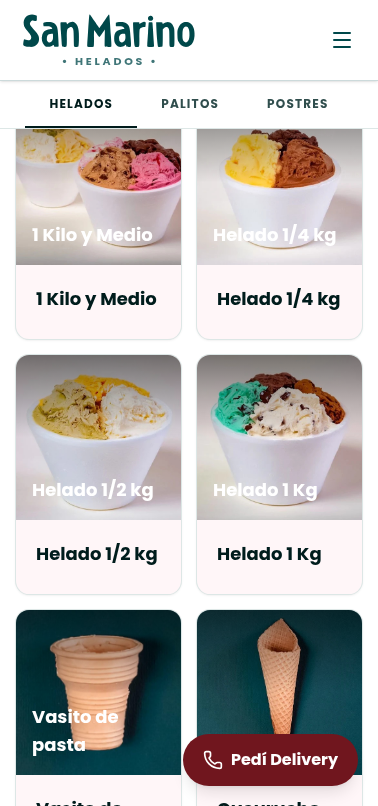 San Marino
• HELADOS •
HELADOS
PALITOS
POSTRES
1 Kilo y Medio
Helado 1/4 kg
1 Kilo y Medio
Helado 1/4 kg
Helado 1/2 kg
Helado 1 Kg
Helado 1/2 kg
Helado 1 Kg
Vasito de
pasta
Pedí Delivery
Vasito de